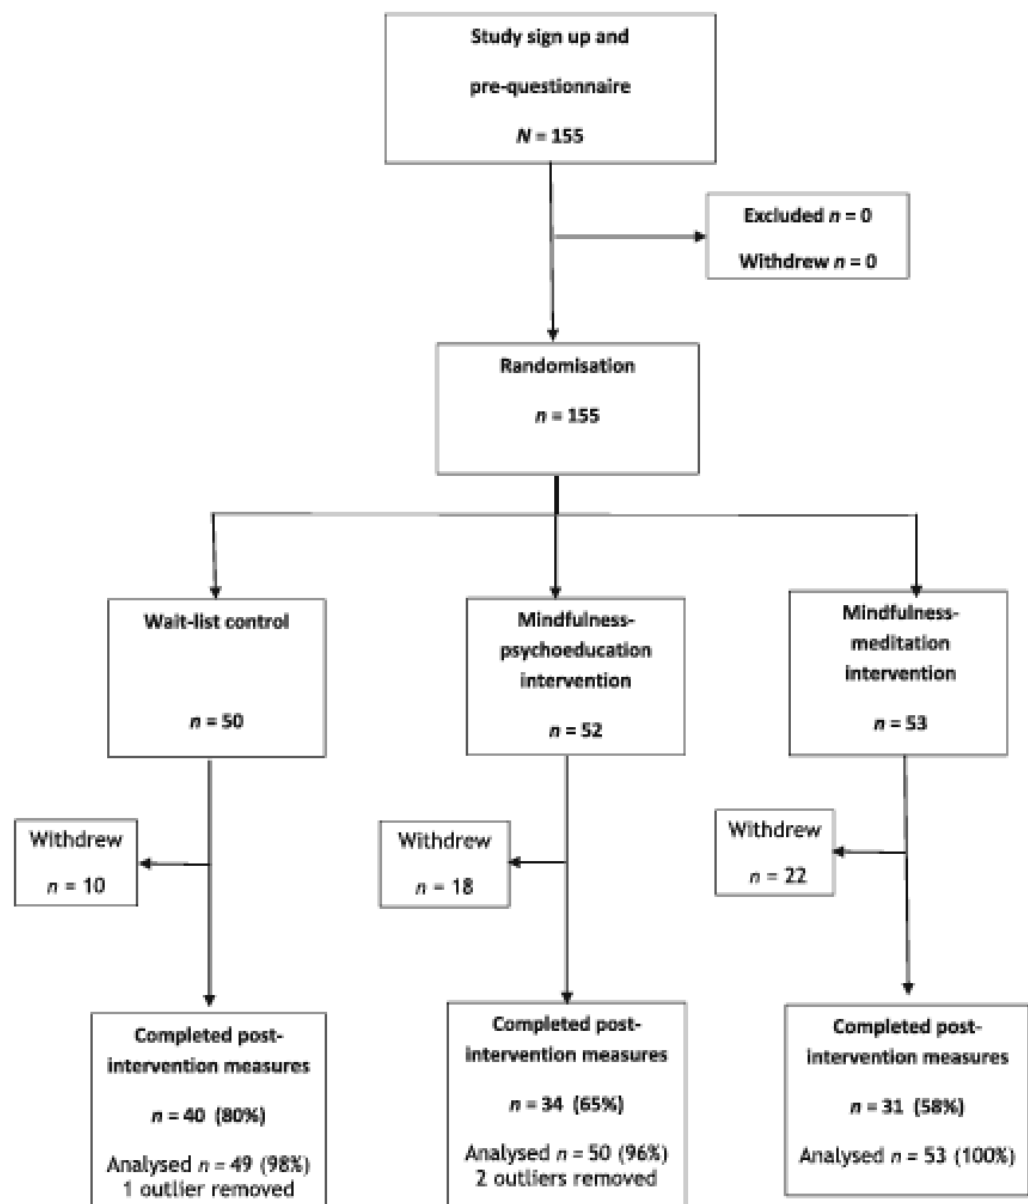 Study sign up and
pre-questionnaire
N = 155
Excluded n = 0
Withdrew n = 0
Randomisation
n = 155
Wait-list control
n = 50
Mindfulness-
psychoeducation
intervention
n = 52
Mindfulness-
meditation
intervention
n = 53
Withdrew
n = 10
Withdrew
n = 18
Withdrew
n = 22
Completed post-
intervention measures
n = 40 (80%)
Analysed n = 49 (98%)
1 outlier removed
Completed post-
intervention measures
n = 34 (65%)
Analysed n = 50 (96%)
2 outliers removed
Completed post-
intervention measures
n = 31 (58%)
Analysed n = 53 (100%)